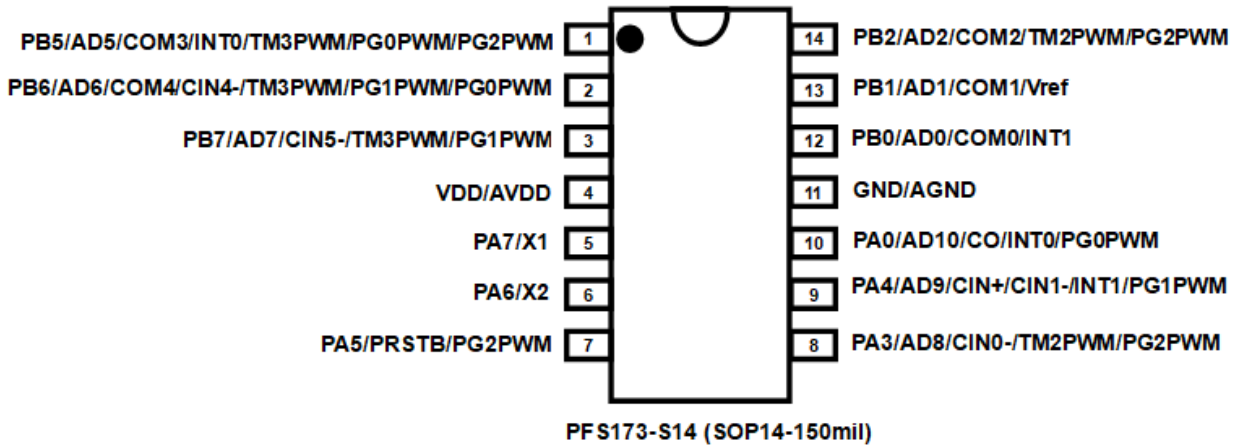 PB5/AD5/COM3/INT0/TM3PWM/PG0PWM/PG2PWM 1 14 PB2/AD2/COM2/TM2PWM/PG2PWM
PB6/AD6/COM4/CIN4-/TM3PWM/PG1PWM/PG0PWM 2 13 PB1/AD1/COM1/Vref
PB7/AD7/CIN5-/TM3PWM/PG1PWM 3 12 PB0/AD0/COM0/INT1
VDD/AVDD 4 11 GND/AGND
PA7/X1 5 10 PA0/AD10/CO/INT0/PG0PWM
PA6/X2 6 9 PA4/AD9/CIN+/CIN1-/INT1/PG1PWM
PA5/PRSTB/PG2PWM 7 8 PA3/AD8/CIN0-/TM2PWM/PG2PWM
PFS173-S14 (SOP14-150mil)